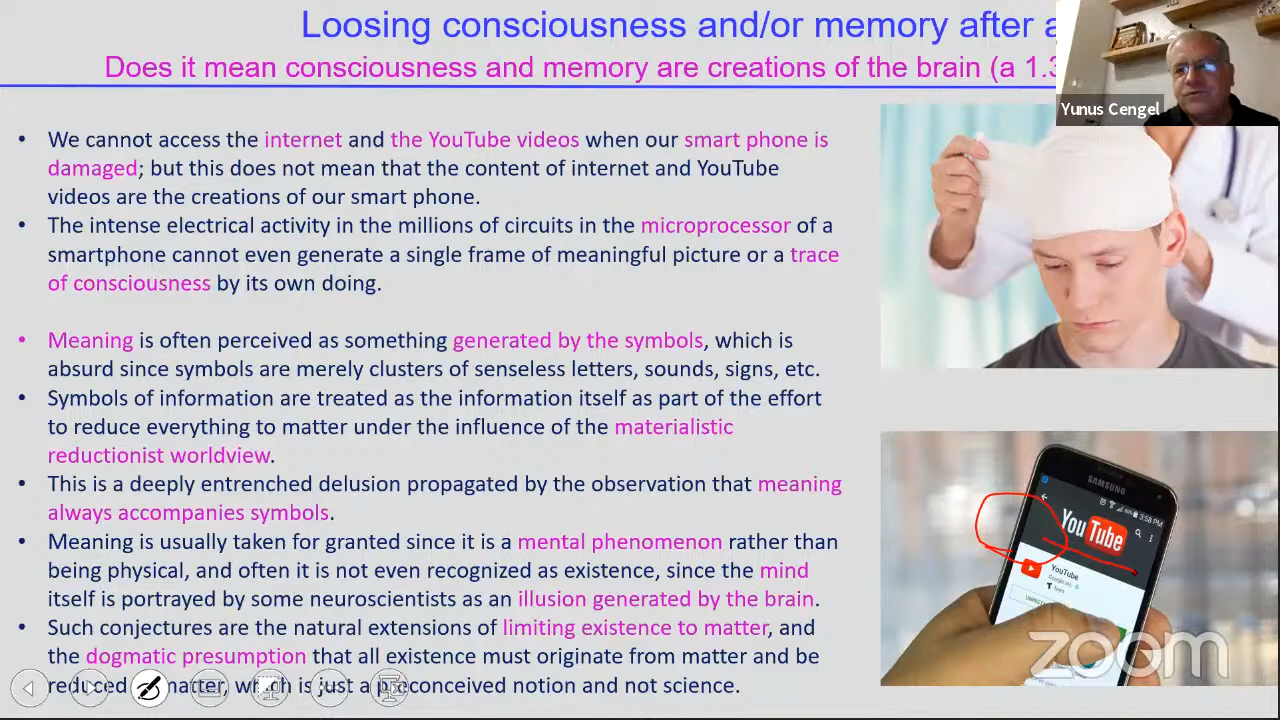 Loosing consciousness and/or memory after a
Does it mean consciousness and memory are creations of the brain (a 1.3
Yunus Cengel
We cannot access the internet and the YouTube videos when our smart phone is
damaged; but this does not mean that the content of internet and YouTube
videos are the creations of our smart phone.
The intense electrical activity in the millions of circuits in the microprocessor of a
smartphone cannot even generate a single frame of meaningful picture or a trace
of consciousness by its own doing.
Meaning is often perceived as something generated by the symbols, which is
absurd since symbols are merely clusters of senseless letters, sounds, signs, etc.
Symbols of information are treated as the information itself as part of the effort
to reduce everything to matter under the influence of the materialistic
reductionist worldview.
This is a deeply entrenched delusion propagated by the observation that meaning
always accompanies symbols.
Meaning is usually taken for granted since it is a mental phenomenon rather than
being physical, and often it is not even recognized as existence, since the mind
itself is portrayed by some neuroscientists as an illusion generated by the brain.
Such conjectures are the natural extensions of limiting existence to matter, and
the dogmatic presumption that all existence must originate from matter and be
reduced matter, which is just a preconceived notion and not science.
SAMSUNG
3:58 PM
YouTube
YouTube
Google Inc.
zoom